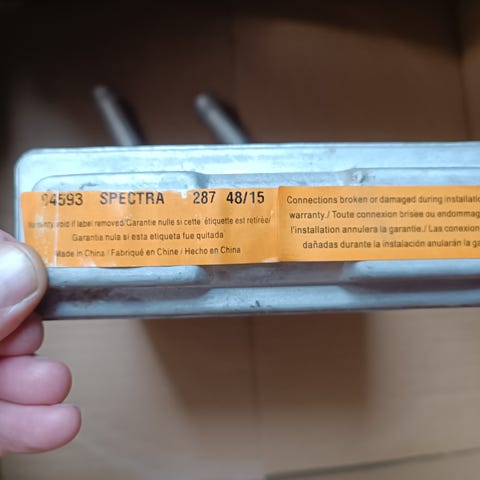 94593 SPECTRA 287 48/15
Warranty void if label removed/Garantie nulle si cette étiquette est retirée/
Garantia nula si esta etiqueta fue quitada
Made in China / Fabriqué en Chine / Hecho en China
Connections broken or damaged during installatio
warranty./ Toute connexion brisée ou endommag
l'installation annulera la garantie./ Las conexion
dañadas durante la instalación anularán la ga